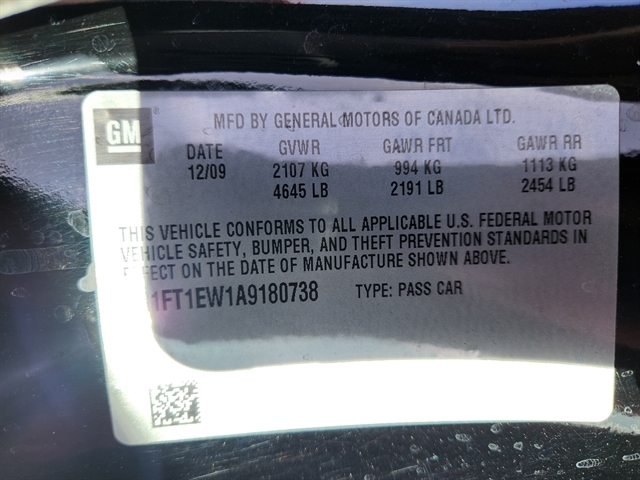 GM
MFD BY GENERAL MOTORS OF CANADA LTD.
DATE GVWR GAWR FRT GAWR RR
12/09 2107 KG 994 KG 1113 KG
4645 LB 2191 LB 2454 LB
THIS VEHICLE CONFORMS TO ALL APPLICABLE U.S. FEDERAL MOTOR
VEHICLE SAFETY, BUMPER, AND THEFT PREVENTION STANDARDS IN
EFFECT ON THE DATE OF MANUFACTURE SHOWN ABOVE.
1FT1EW1A9180738 TYPE: PASS CAR